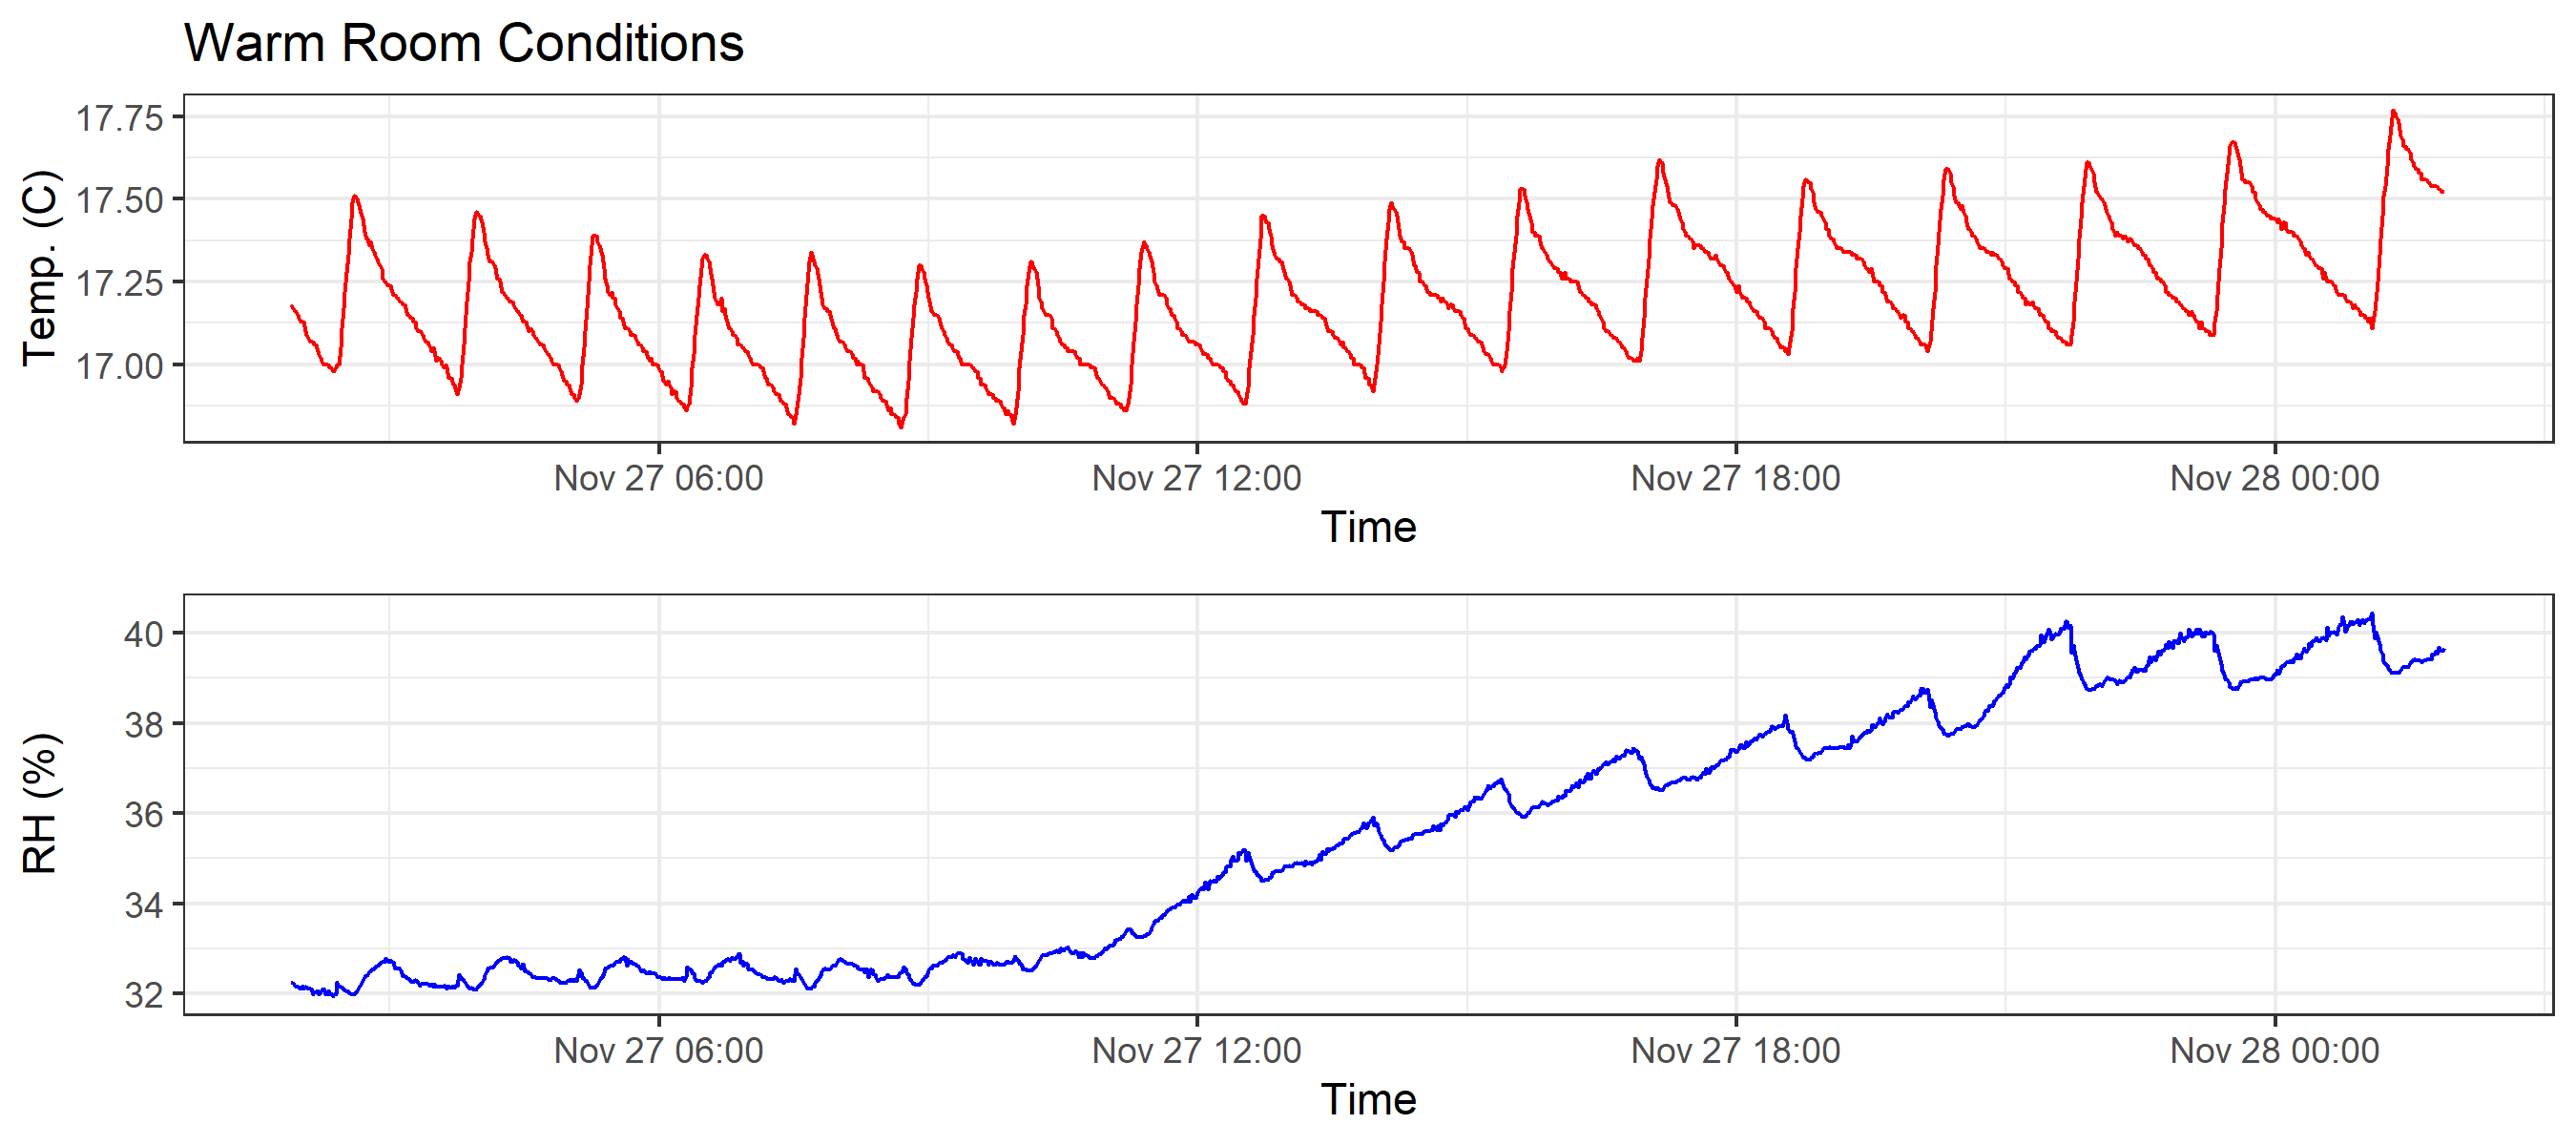 Warm Room Conditions
17.75
17.50
17.25
17.00
Temp. (C)
Nov 27 06:00
Nov 27 12:00
Nov 27 18:00
Nov 28 00:00
Time
40
38
36
34
32
RH (%)
Nov 27 06:00
Nov 27 12:00
Nov 27 18:00
Nov 28 00:00
Time